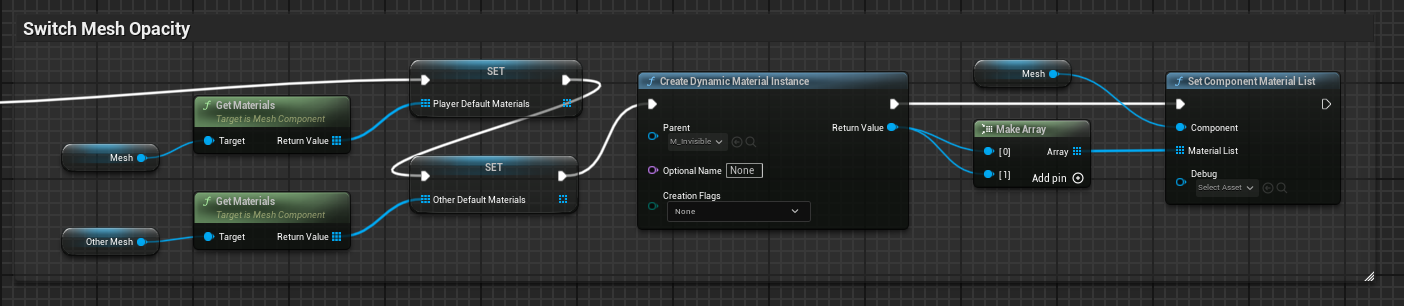 Switch Mesh Opacity
SET
Player Default Materials
Get Materials
Target is Mesh Component
Target
Return Value
Mesh
SET
Other Default Materials
Get Materials
Target is Mesh Component
Target
Return Value
Other Mesh
Create Dynamic Material Instance
Parent
M_Invisible
Return Value
Optional Name
None
Creation Flags
None
Mesh
Make Array
[0]
Array
[1]
Add pin
Set Component Material List
Component
Material List
Debug
Select Asset